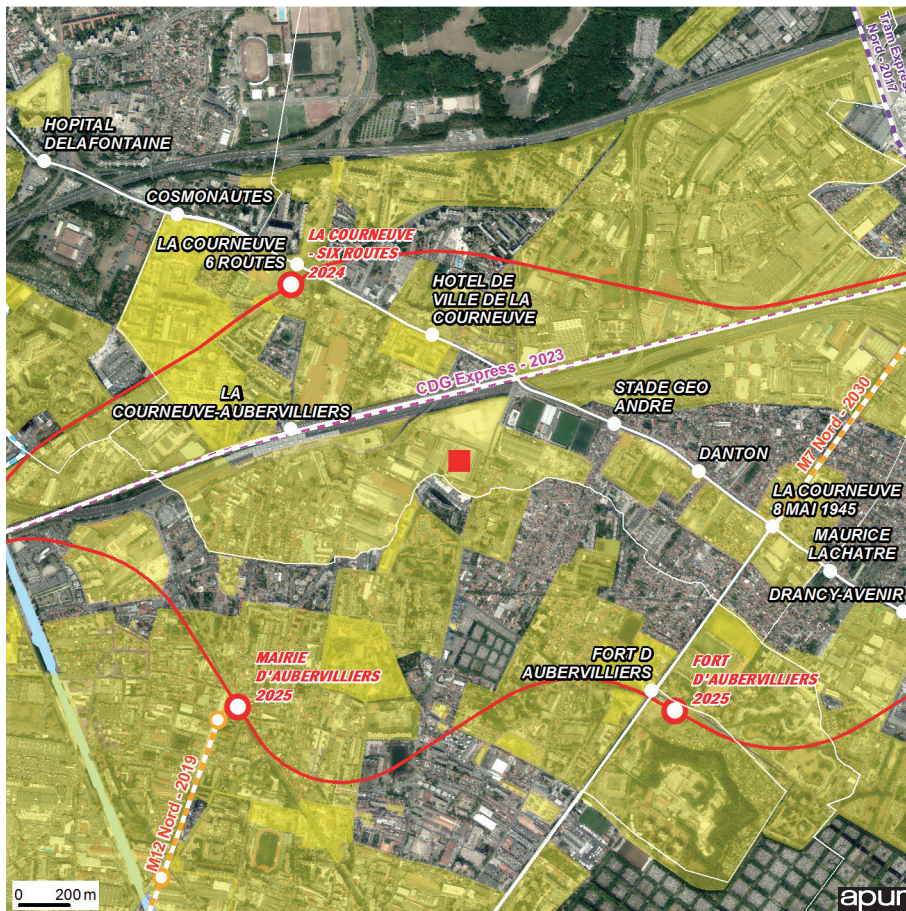 Tram Express
Nord - 2017
HOPITAL
DELAFONTAINE
COSMONAUTES
LA COURNEUVE
6 ROUTES
LA COURNEUVE
- SIX ROUTES
2024
HOTEL DE
VILLE DE LA
COURNEUVE
CDG Express - 2023
LA
COURNEUVE-AUBERVILLIERS
STADE GEO
ANDRE
M7 Nord - 2030
DANTON
LA COURNEUVE
8 MAI 1945
MAURICE
LACHATRE
DRANCY-AVENIR
MAIRIE
D'AUBERVILLIERS
2025
FORT D
AUBERVILLIERS
FORT
D'AUBERVILLIERS
2025
M12 Nord - 2019
0 200 m
apur